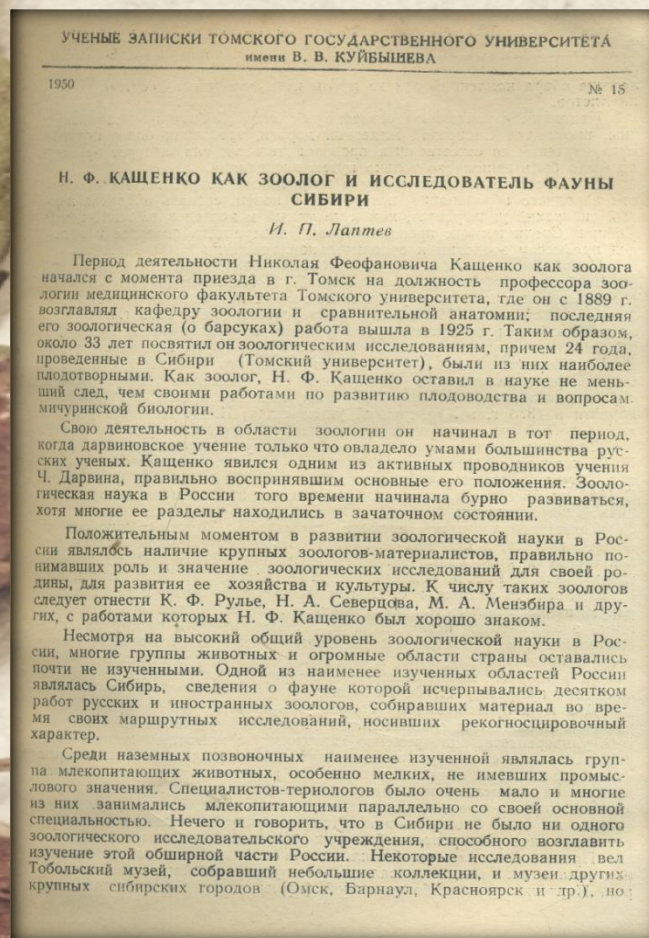 УЧЕНЫЕ ЗАПИСКИ ТОМСКОГО ГОСУДАРСТВЕННОГО УНИВЕРСИТЕТА
имени В. В. КУЙБЫШЕВА
1950 № 15
Н. Ф. КАЩЕНКО КАК ЗООЛОГ И ИССЛЕДОВАТЕЛЬ ФАУНЫ
СИБИРИ
И. П. Лаптев
Период деятельности Николая Феофановича Кащенко как зоолога
начался с момента приезда в г. Томск на должность профессора зоо-
логии медицинского факультета Томского университета, где он с 1889 г.
возглавлял кафедру зоологии и сравнительной анатомии; последняя
его зоологическая (о барсуках) работа вышла в 1925 г. Таким образом,
около 33 лет посвятил он зоологическим исследованиям, причем 24 года,
проведенные в Сибири (Томский университет), были из них наиболее
плодотворными. Как зоолог, Н. Ф. Кащенко оставил в науке не мень-
ший след, чем своими работами по развитию плодоводства и вопросам
мичуринской биологии.
Свою деятельность в области зоологии он начинал в тот период,
когда дарвиновское учение только что овладело умами большинства рус-
ских ученых. Кащенко явился одним из активных проводников учения
Ч. Дарвина, правильно воспринявшим основные его положения. Зооло-
гическая наука в России того времени начинала бурно развиваться,
хотя многие ее разделы находились в зачаточном состоянии.
Положительным моментом в развитии зоологической науки в Рос-
сии являлось наличие крупных зоологов-материалистов, правильно по-
нимавших роль и значение зоологических исследований для своей ро-
дины, для развития ее хозяйства и культуры. К числу таких зоологов
следует отнести К. Ф. Рулье, Н. А. Северцова, М. А. Мензбира и дру-
гих, с работами которых Н. Ф. Кащенко был хорошо знаком.
Несмотря на высокий общий уровень зоологической науки в Рос-
сии, многие группы животных и огромные области страны оставались
почти не изученными. Одной из наименее изученных областей России
являлась Сибирь, сведения о фауне которой исчерпывались десятком
работ русских и иностранных зоологов, собиравших материал во вре-
мя своих маршрутных исследований, носивших рекогносцировочный
характер.
Среди наземных позвоночных наименее изученной являлась груп-
па млекопитающих животных, особенно мелких, не имевших промыс-
лового значения. Специалистов-териологов было очень мало и многие
из них занимались млекопитающими параллельно со своей основной
специальностью. Нечего и говорить, что в Сибири не было ни одного
зоологического исследовательского учреждения, способного возглавить
изучение этой обширной части России. Некоторые исследования вел
Тобольский музей, собравший небольшие коллекции, и музеи других
крупных сибирских городов (Омск, Барнаул, Красноярск и др.), но